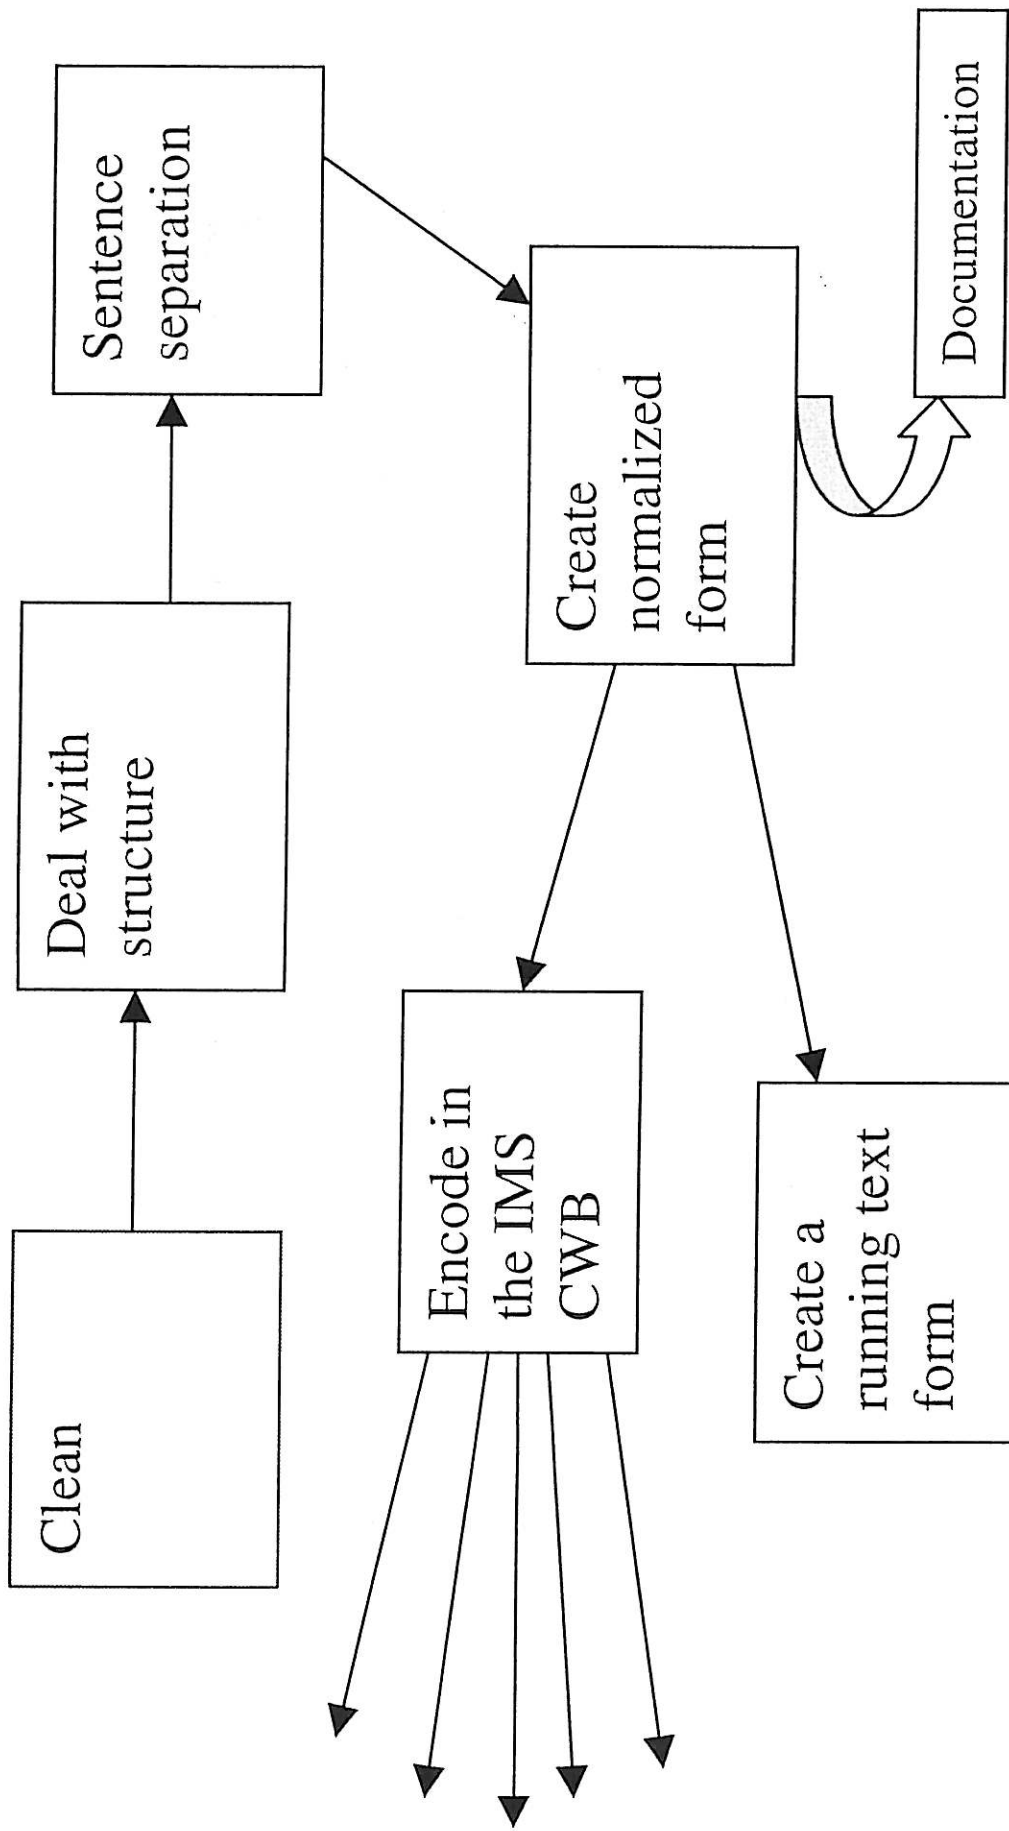 Clean
Deal with
structure
Sentence
separation
Create
normalized
form
Documentation
Encode in
the IMS
CWB
Create a
running text
form